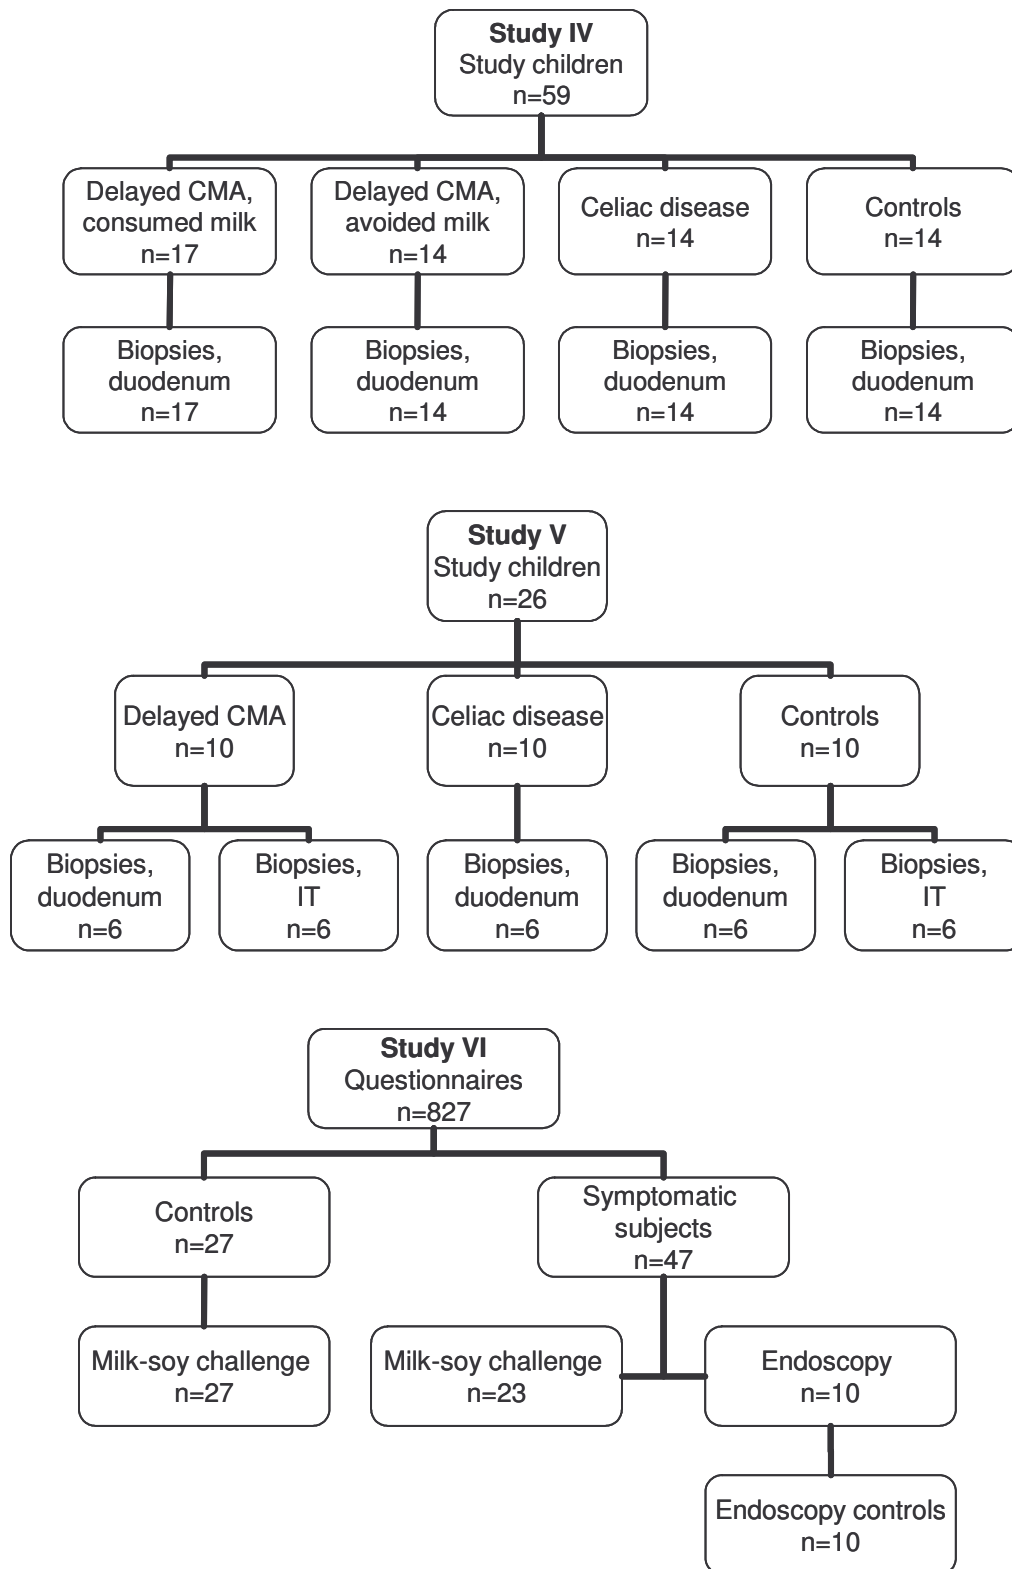 Study IV
Study children
n=59
Delayed CMA,
consumed milk
n=17
Delayed CMA,
avoided milk
n=14
Celiac disease
n=14
Controls
n=14
Biopsies,
duodenum
n=17
Biopsies,
duodenum
n=14
Biopsies,
duodenum
n=14
Biopsies,
duodenum
n=14
Study V
Study children
n=26
Delayed CMA
n=10
Celiac disease
n=10
Controls
n=10
Biopsies,
duodenum
n=6
Biopsies,
IT
n=6
Biopsies,
duodenum
n=6
Biopsies,
duodenum
n=6
Biopsies,
IT
n=6
Study VI
Questionnaires
n=827
Controls
n=27
Symptomatic
subjects
n=47
Milk-soy challenge
n=27
Milk-soy challenge
n=23
Endoscopy
n=10
Endoscopy controls
n=10